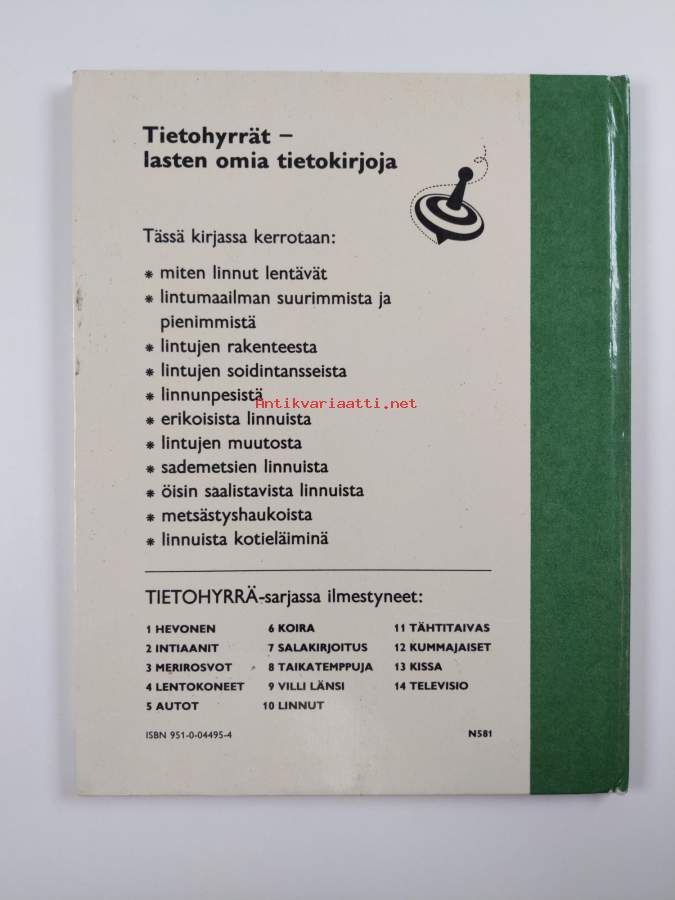 Tietohyrrät –
lasten omia tietokirjoja
Tässä kirjassa kerrotaan:
* miten linnut lentävät
* lintumaailman suurimmista ja
pienimmistä
* lintujen rakenteesta
* lintujen soidintansseista
* linnunpesistä
Antikvariaatti.net
* erikoisista linnuista
* lintujen muutosta
* sademetsien linnuista
* öisin saalistavista linnuista
* metsästyshaukoista
* linnuista kotieläiminä
TIETOHYRRÄ-sarjassa ilmestyneet:
1 HEVONEN
2 INTIAANIT
3 MERIROSVOT
4 LENTOKONEET
5 AUTOT
6 KOIRA
7 SALAKIRJOITUS
8 TAIKATEMPPUJA
9 VILLI LÄNSI
10 LINNUT
11 TÄHTITAIVAS
12 KUMMAJAISET
13 KISSA
14 TELEVISIO
ISBN 951-0-04495-4
N581